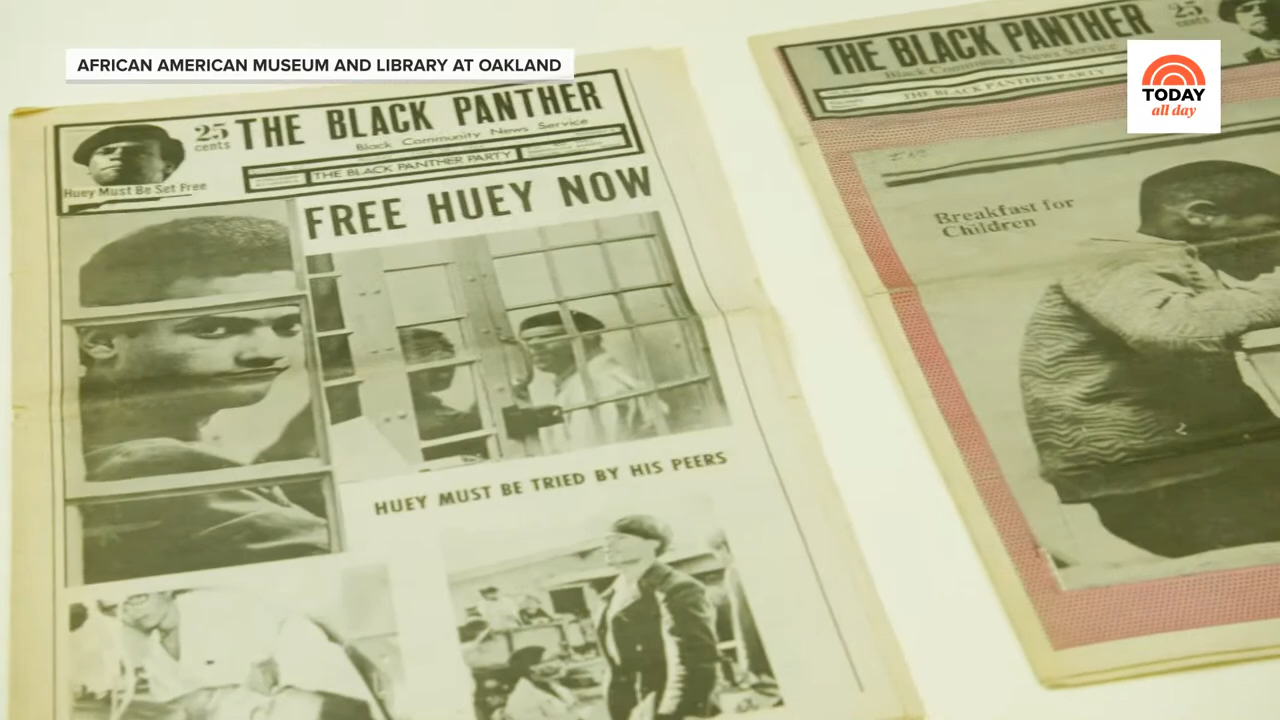 AFRICAN AMERICAN MUSEUM AND LIBRARY AT OAKLAND
TODAY
all day
25
cents
THE BLACK PANTHER
Black Community News Service
THE BLACK PANTHER PARTY
Huey Must Be Set Free
FREE HUEY NOW
HUEY MUST BE TRIED BY HIS PEERS
THE BLACK PANTHER
25
cents
Black Community News Service
THE BLACK PANTHER PARTY
Breakfast for
Children